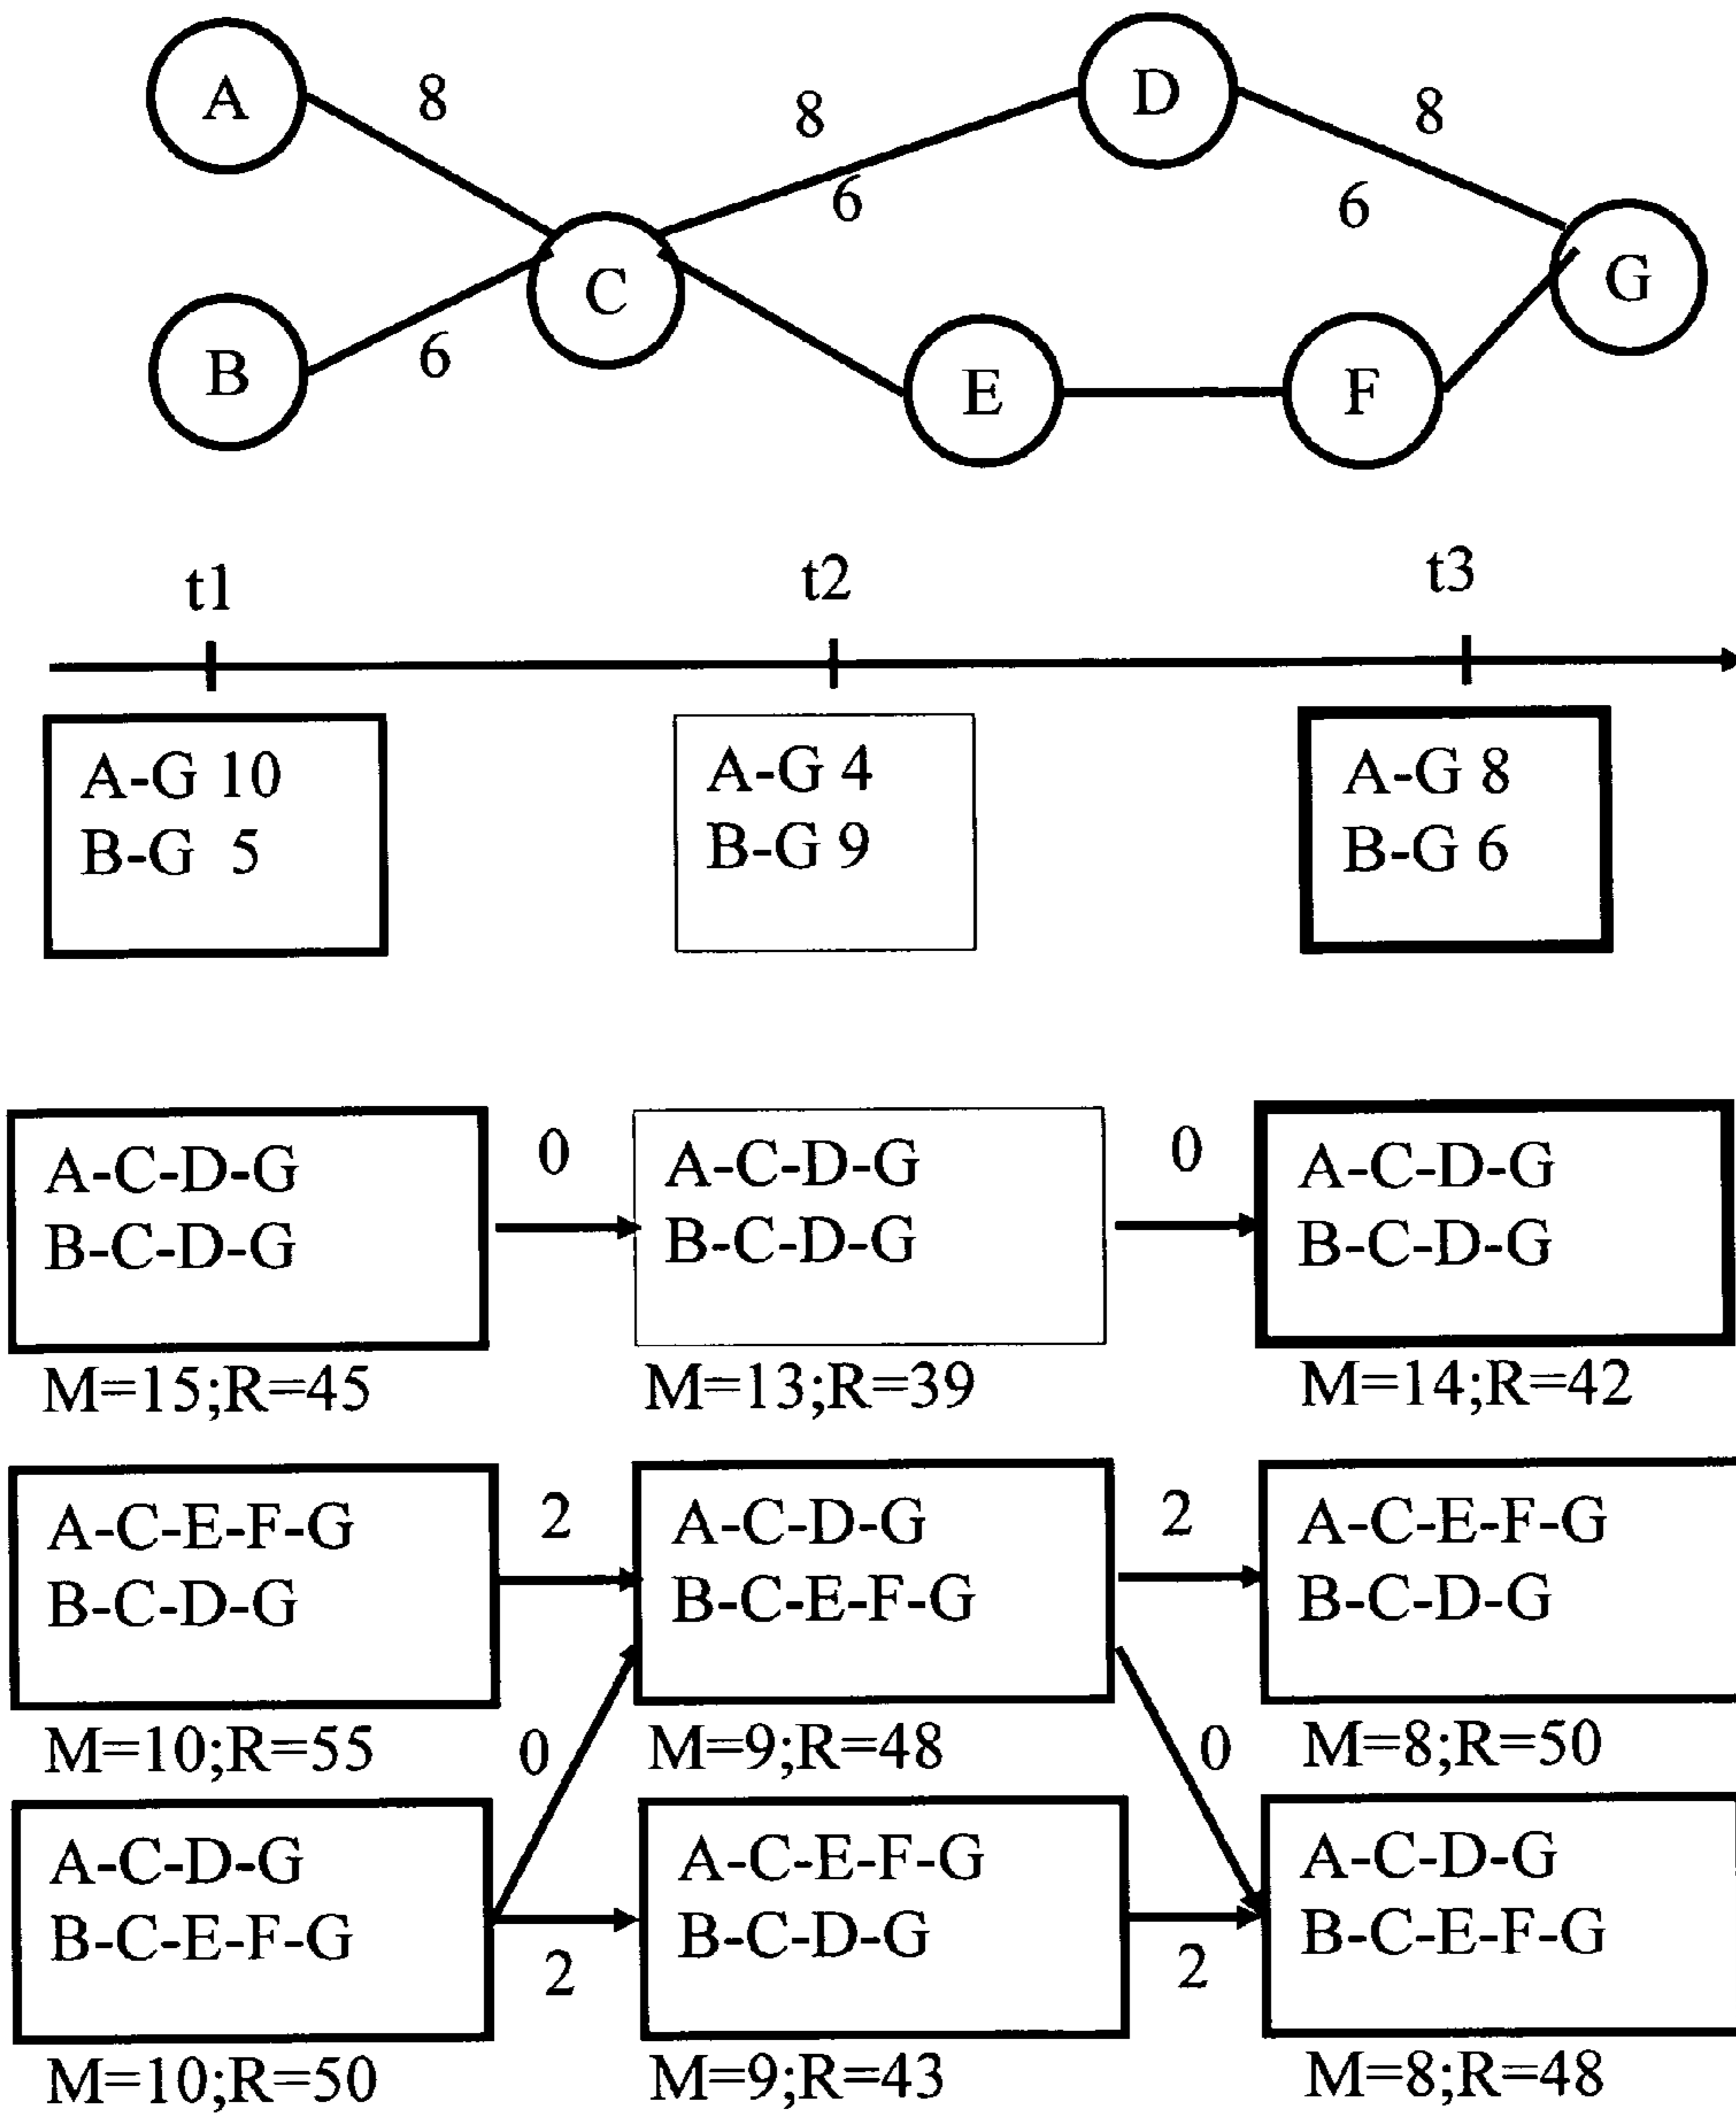 A
8
8
D
8
6
6
C
G
B
6
E
F
t1
t2
t3
A-G 10
B-G 5
A-G 4
B-G 9
A-G 8
B-G 6
A-C-D-G
B-C-D-G
0
A-C-D-G
B-C-D-G
0
A-C-D-G
B-C-D-G
M=15;R=45
M=13;R=39
M=14;R=42
A-C-E-F-G
B-C-D-G
2
A-C-D-G
B-C-E-F-G
2
A-C-E-F-G
B-C-D-G
M=10;R=55
0
M=9;R=48
0
M=8;R=50
A-C-D-G
B-C-E-F-G
2
A-C-E-F-G
B-C-D-G
2
A-C-D-G
B-C-E-F-G
M=10;R=50
M=9;R=43
M=8;R=48